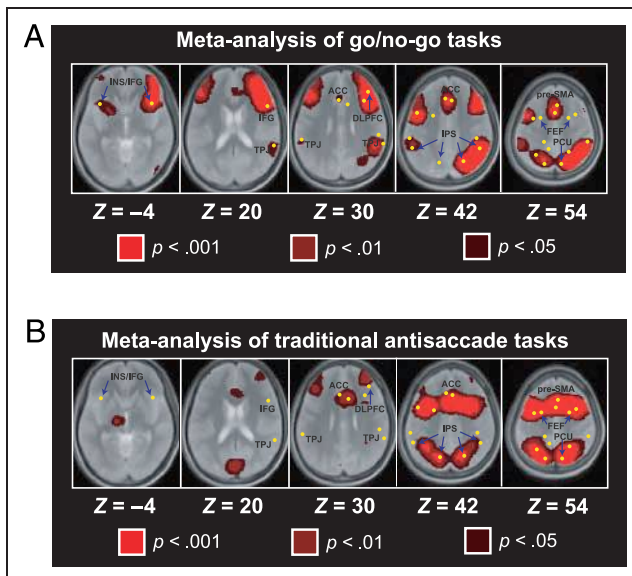 A
Meta-analysis of go/no-go tasks
INS/IFG
IFG
TPJ
ACC
DLPFC
TPJ
ACC
IPS
pre-SMA
FEF
PCU
Z = –4 Z = 20 Z = 30 Z = 42 Z = 54
p < .001 p < .01 p < .05
B
Meta-analysis of traditional antisaccade tasks
INS/IFG
IFG
TPJ
ACC
DLPFC
TPJ TPJ
ACC
IPS
pre-SMA
FEF
PCU
Z = –4 Z = 20 Z = 30 Z = 42 Z = 54
p < .001 p < .01 p < .05